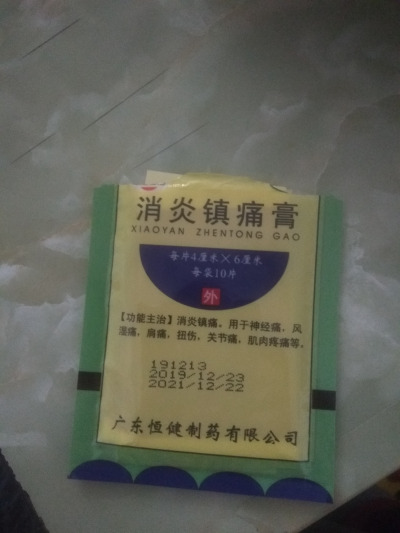 消炎镇痛膏
XIAOYAN ZHENTONG GAO
每片4厘米×6厘米
每袋10片
外
【功能主治】消炎镇痛。用于神经痛，风
湿痛，肩痛，扭伤，关节痛，肌肉疼痛等。
191213
2019/12/23
2021/12/22
广东恒健制药有限公司